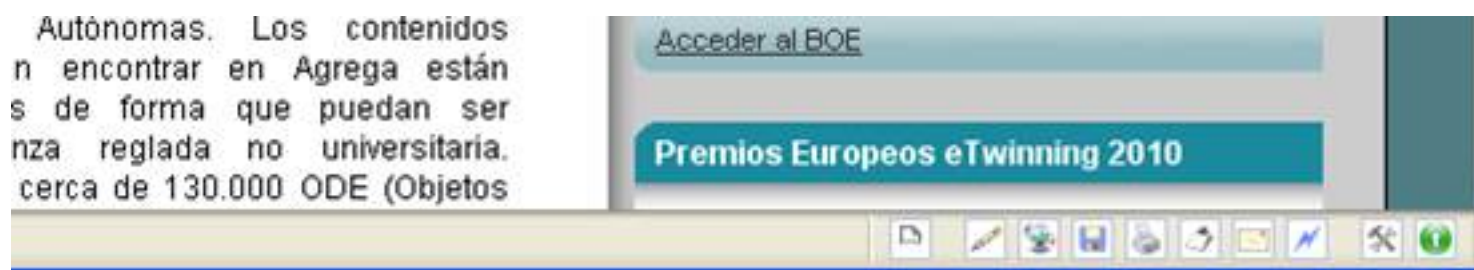 Autónomas. Los contenidos
n encontrar en Agrega están
s de forma que puedan ser
nza reglada no universitaria.
cerca de 130.000 ODE (Objetos
Acceder al BOE
Premios Europeos eTwinning 2010